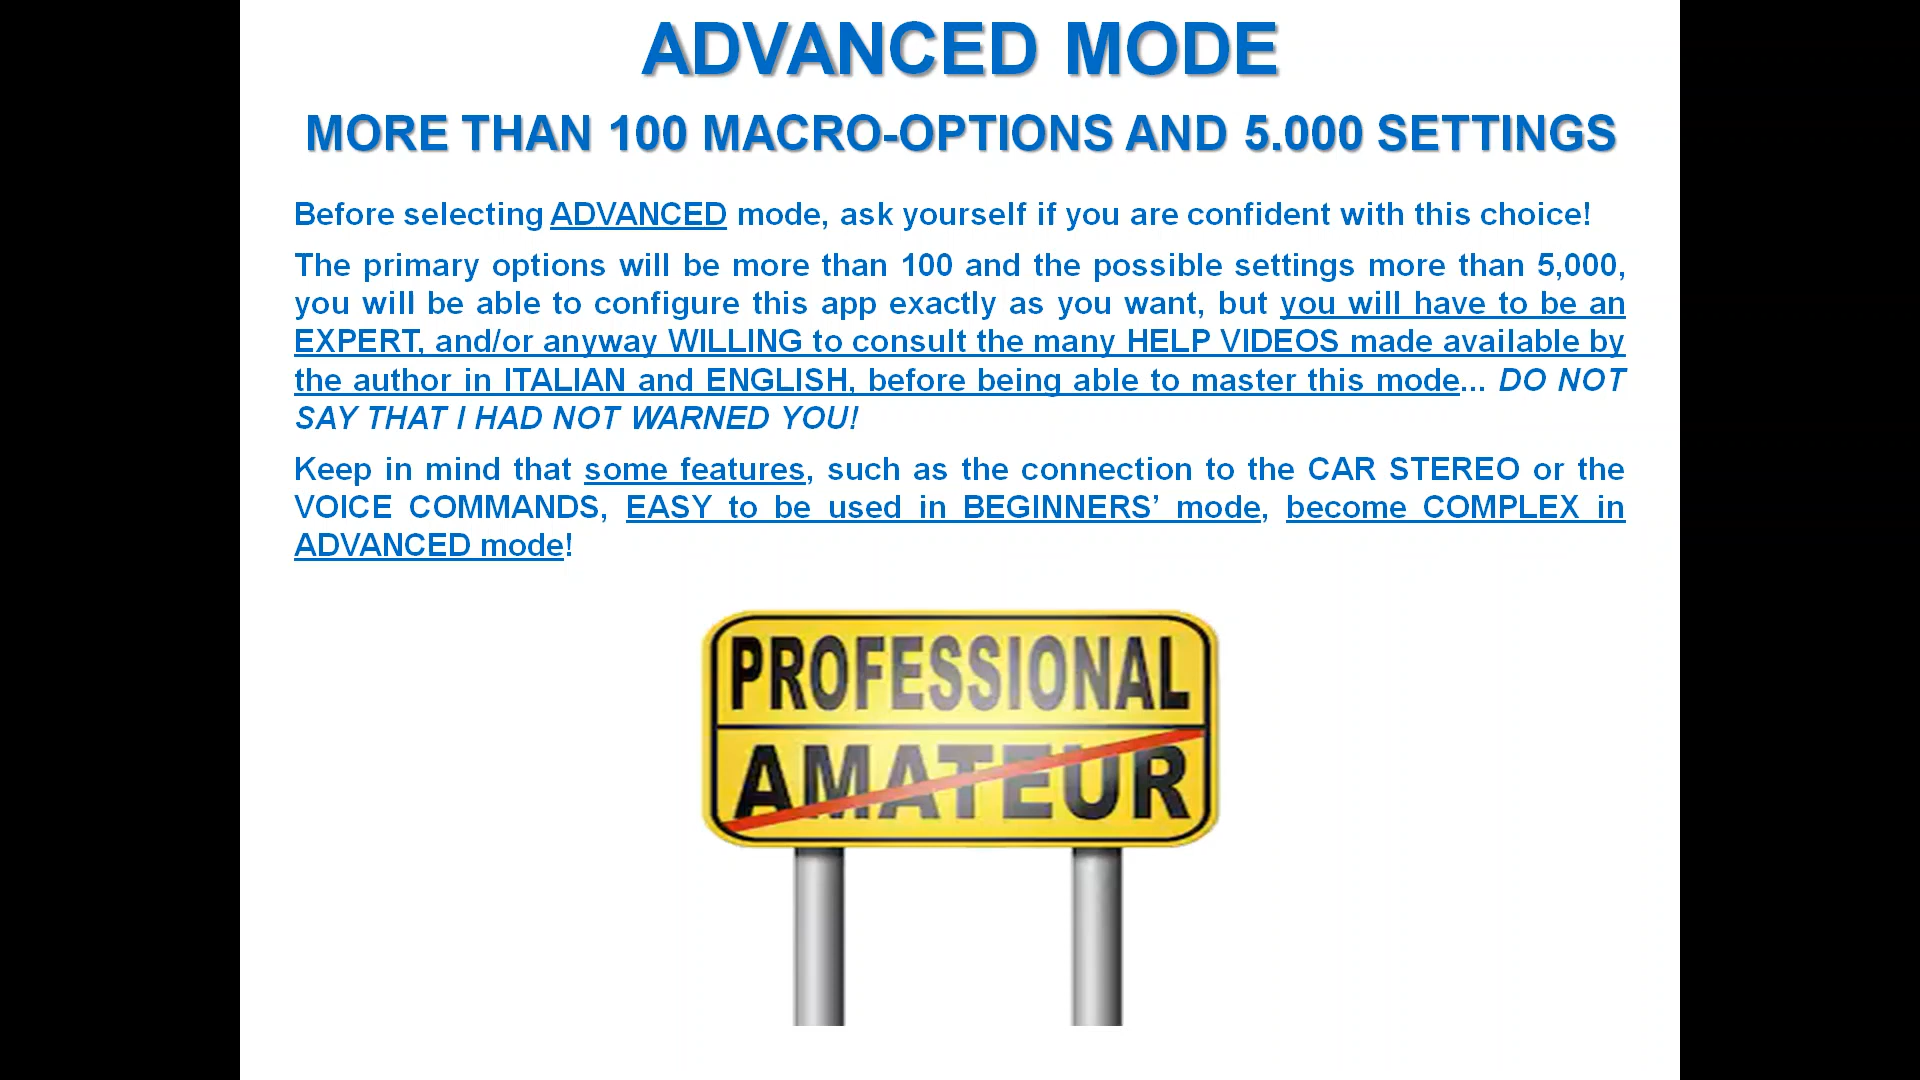 ADVANCED MODE
MORE THAN 100 MACRO-OPTIONS AND 5.000 SETTINGS
Before selecting ADVANCED mode, ask yourself if you are confident with this choice!
The primary options will be more than 100 and the possible settings more than 5,000,
you will be able to configure this app exactly as you want, but you will have to be an
EXPERT, and/or anyway WILLING to consult the many HELP VIDEOS made available by
the author in ITALIAN and ENGLISH, before being able to master this mode... DO NOT
SAY THAT I HAD NOT WARNED YOU!
Keep in mind that some features, such as the connection to the CAR STEREO or the
VOICE COMMANDS, EASY to be used in BEGINNERS’ mode, become COMPLEX in
ADVANCED mode!
PROFESSIONAL
AMATEUR